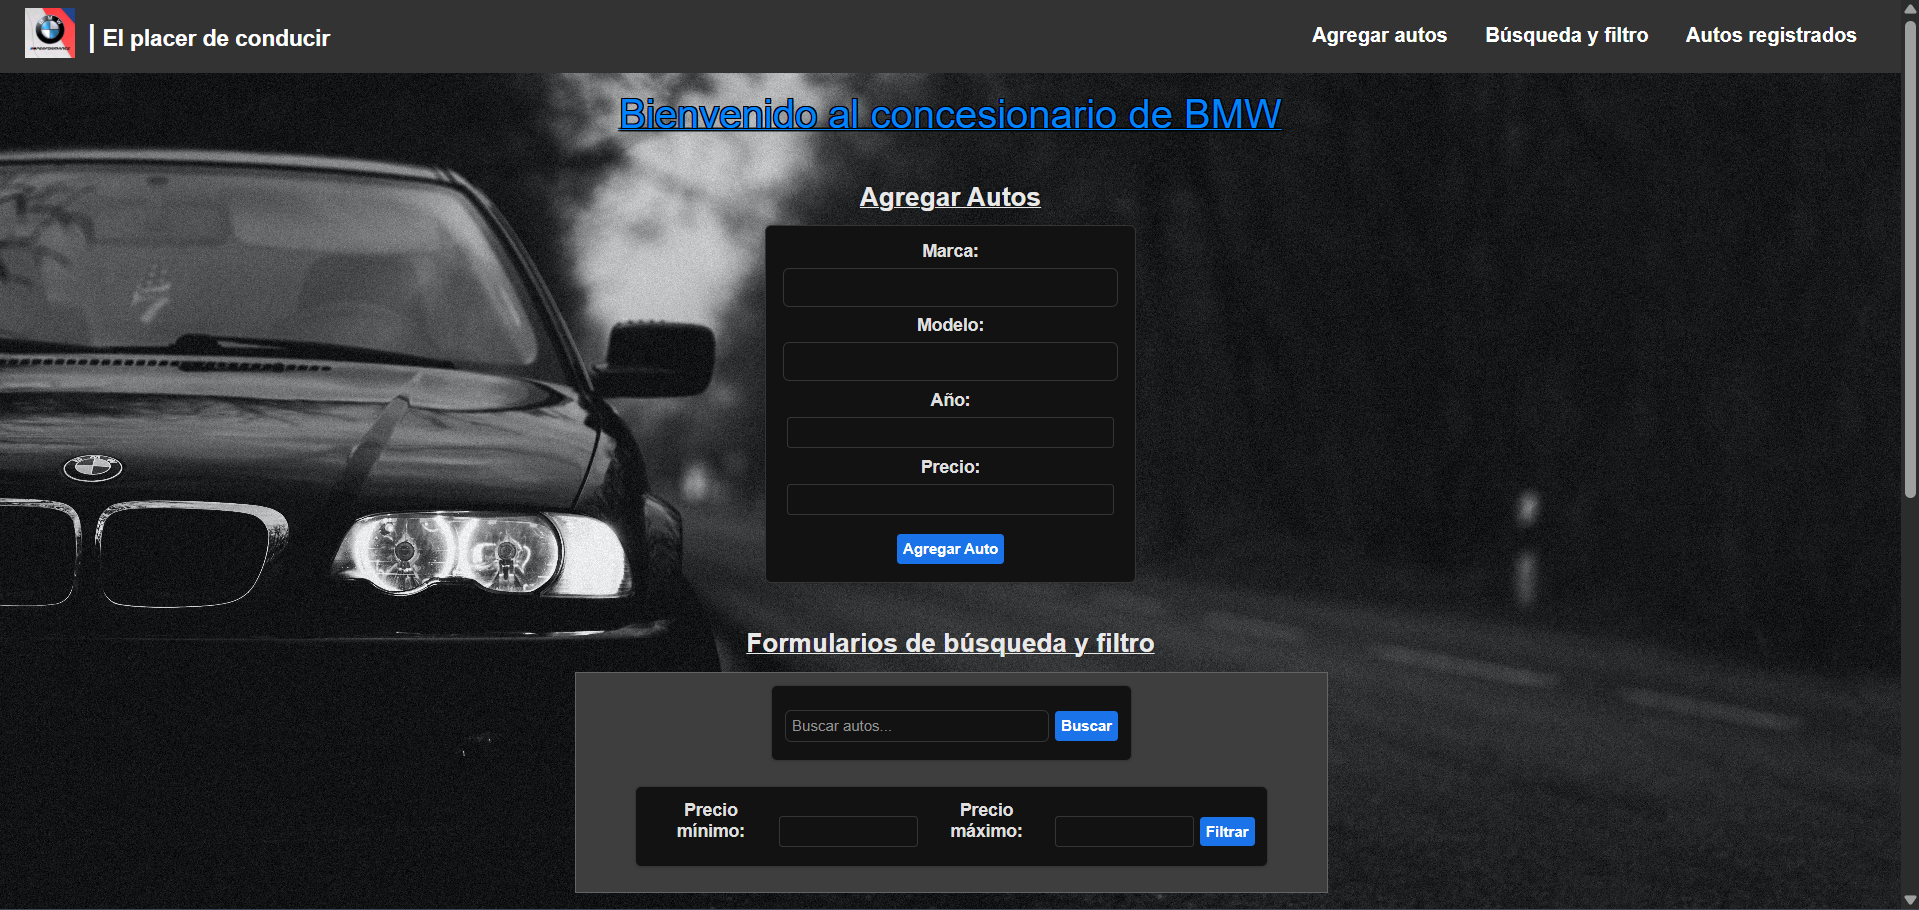 | El placer de conducir
Agregar autos Búsqueda y filtro Autos registrados
Bienvenido al concesionario de BMW
Agregar Autos
Marca:
Modelo:
Año:
Precio:
Agregar Auto
Formularios de búsqueda y filtro
Buscar autos... Buscar
Precio mínimo: Precio máximo: Filtrar